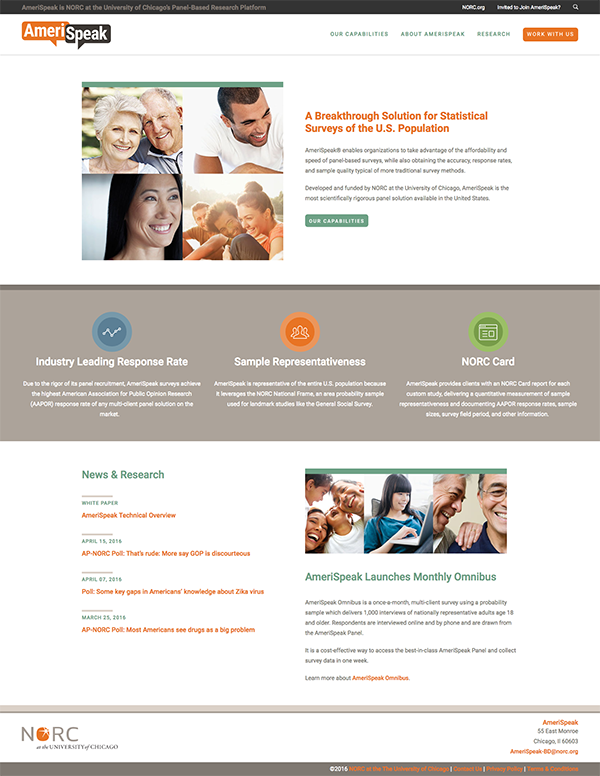 AmeriSpeak is NORC at the University of Chicago's Panel-Based Research Platform
NORC.org
Invited to Join AmeriSpeak?
AmeriSpeak
OUR CAPABILITIES
ABOUT AMERISPEAK
RESEARCH
WORK WITH US
A Breakthrough Solution for Statistical
Surveys of the U.S. Population
AmeriSpeak® enables organizations to take advantage of the affordability and
speed of panel-based surveys, while also obtaining the accuracy, response rates,
and sample quality typical of more traditional survey methods.
Developed and funded by NORC at the University of Chicago, AmeriSpeak is the
most scientifically rigorous panel solution available in the United States.
OUR CAPABILITIES
Industry Leading Response Rate
Due to the rigor of its panel recruitment, AmeriSpeak surveys achieve
the highest American Association for Public Opinion Research
(AAPOR) response rate of any multi-client panel solution on the
market.
Sample Representativeness
AmeriSpeak is representative of the entire U.S. population because
it leverages the NORC National Frame, an area probability sample
used for landmark studies like the General Social Survey.
NORC Card
AmeriSpeak provides clients with an NORC Card report for each
custom study, delivering a quantitative measurement of sample
representativeness and documenting AAPOR response rates, sample
sizes, survey field period, and other information.
News & Research
WHITE PAPER
AmeriSpeak Technical Overview
APRIL 15, 2016
AP-NORC Poll: That's rude: More say GOP is discourteous
APRIL 07, 2016
Poll: Some key gaps in Americans' knowledge about Zika virus
MARCH 25, 2016
AP-NORC Poll: Most Americans see drugs as a big problem
AmeriSpeak Launches Monthly Omnibus
AmeriSpeak Omnibus is a once-a-month, multi-client survey using a probability
sample which delivers 1,000 interviews of nationally representative adults age 18
and older. Respondents are interviewed online and by phone and are drawn from
the AmeriSpeak Panel.
It is a cost-effective way to access the best-in-class AmeriSpeak Panel and collect
survey data in one week.
Learn more about AmeriSpeak Omnibus.
NORC
at the UNIVERSITY of CHICAGO
AmeriSpeak
55 East Monroe
Chicago, Il 60603
AmeriSpeak-BD@norc.org
©2016 NORC at the The University of Chicago | Contact Us | Privacy Policy | Terms & Conditions